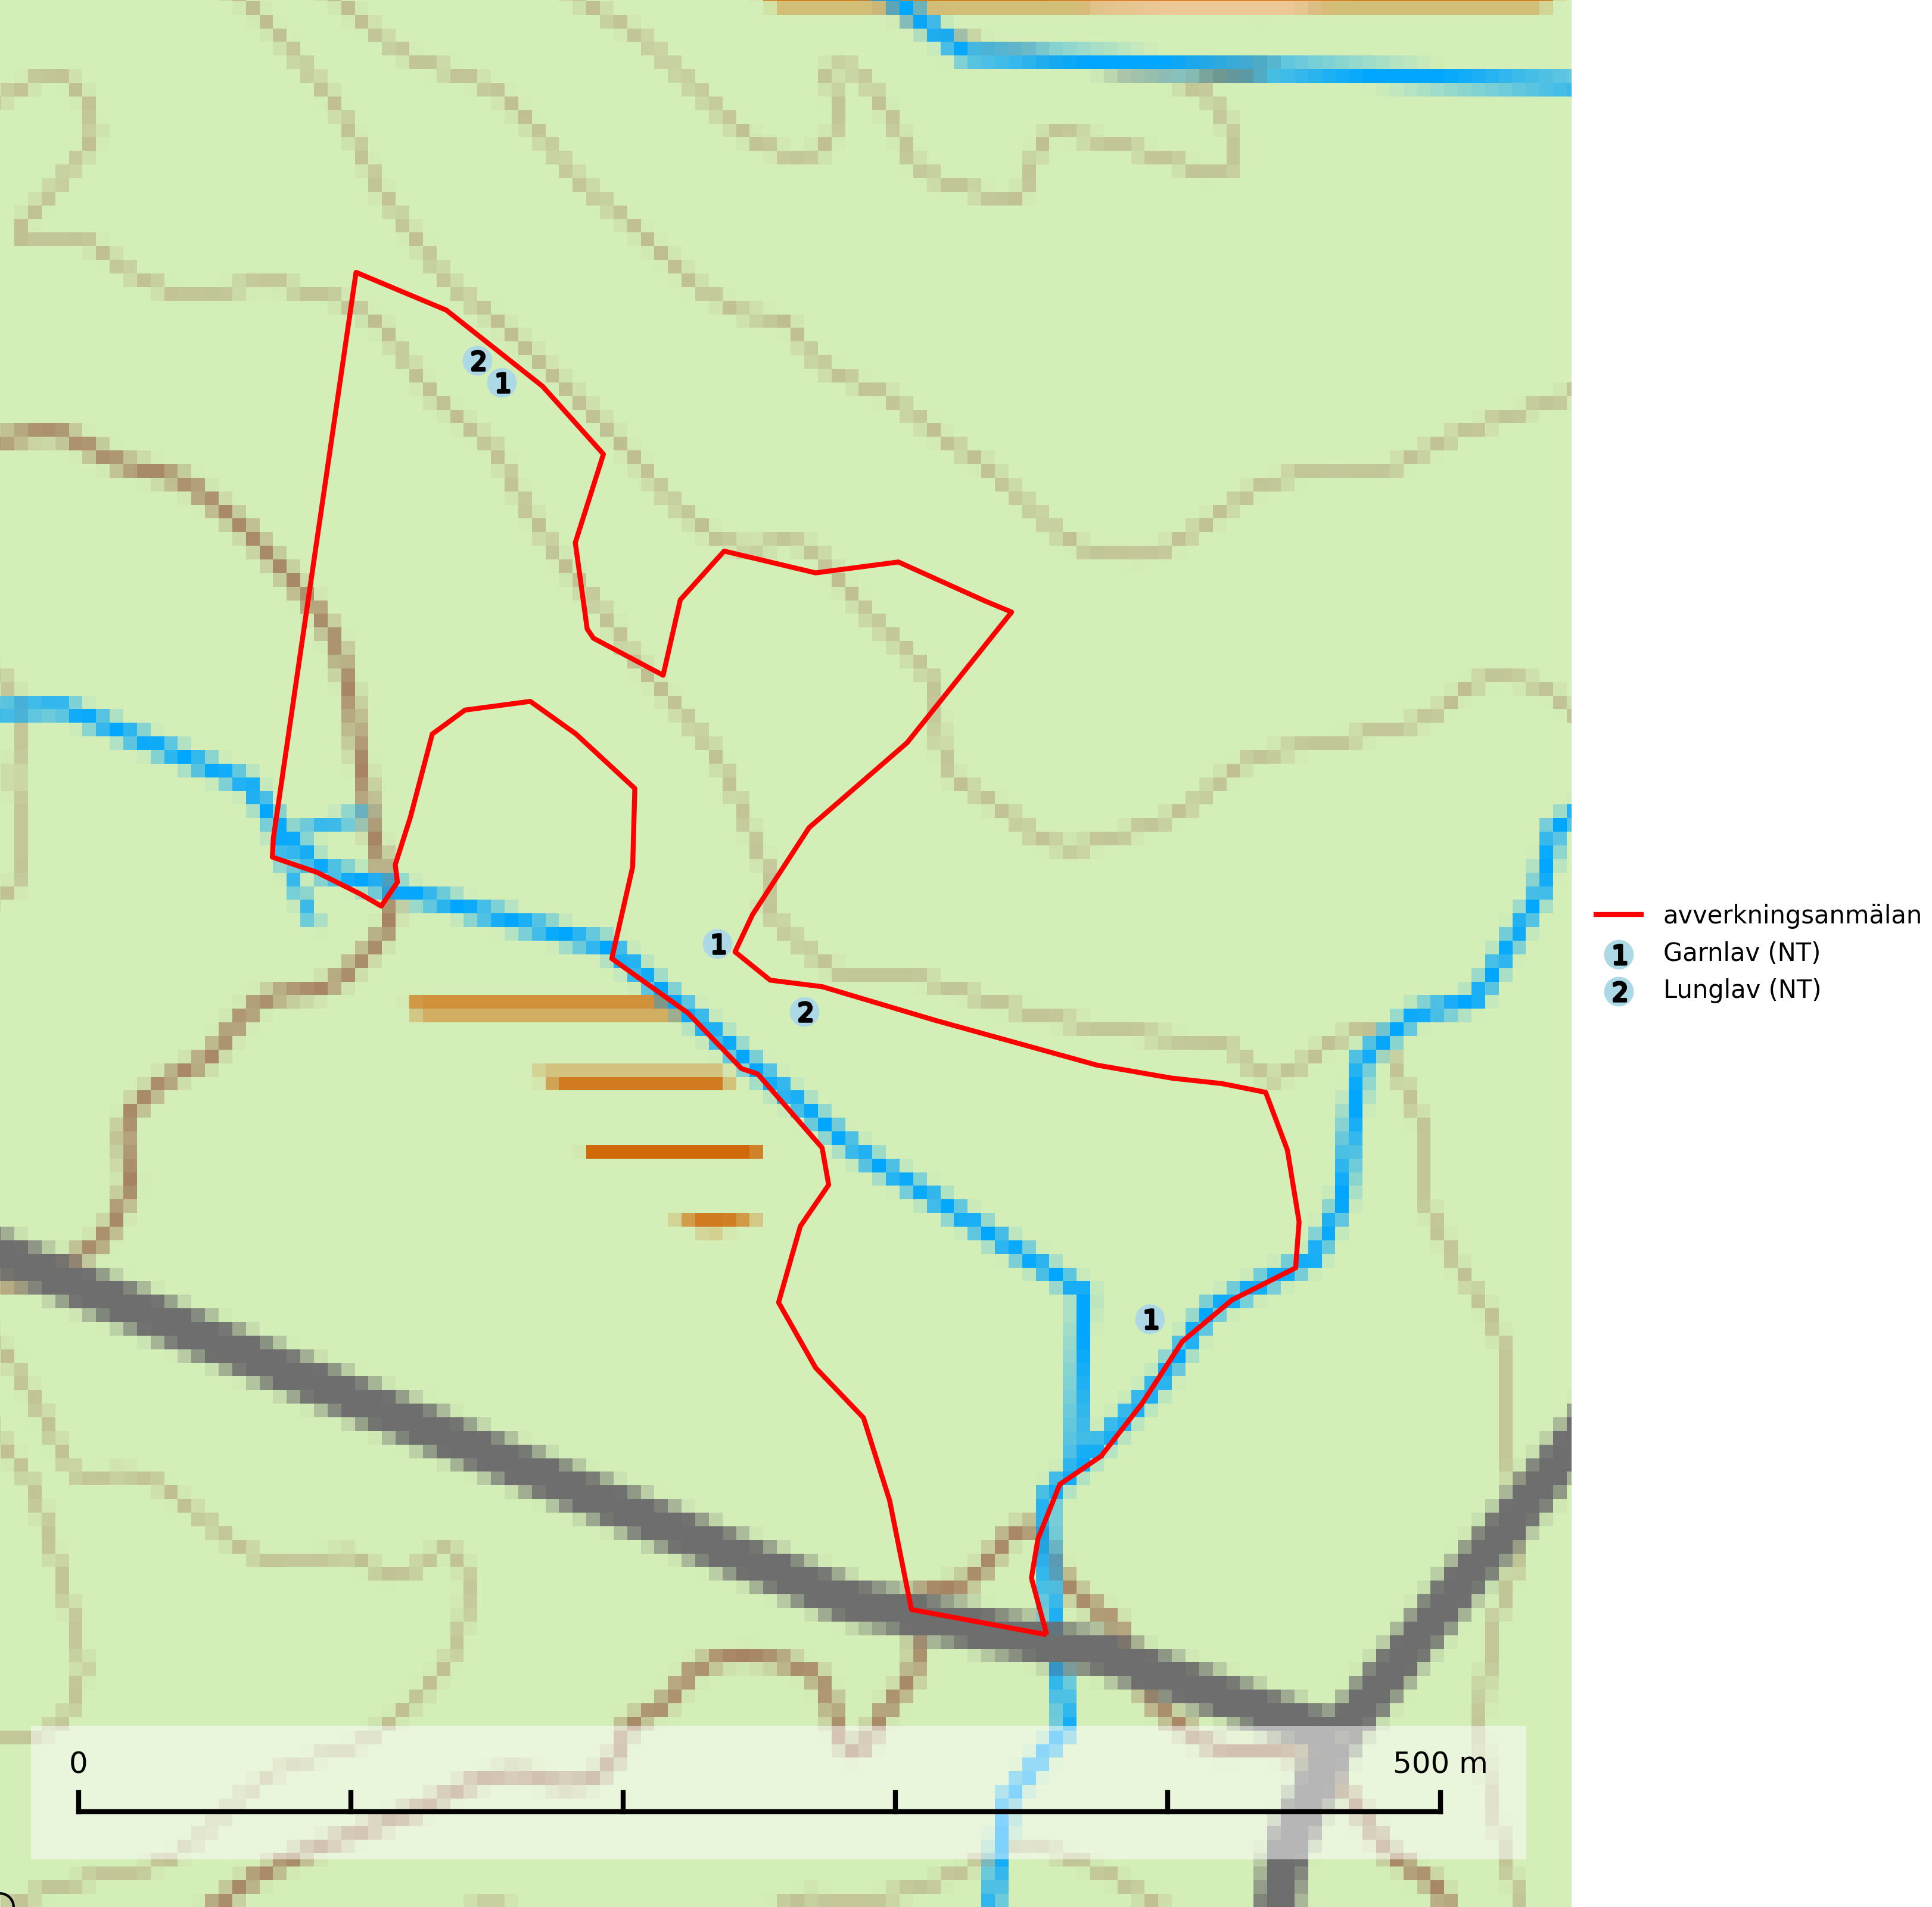 2
1
1
2
1
avverkningsanmälan
1 Garnlav (NT)
2 Lunglav (NT)
0 500 m